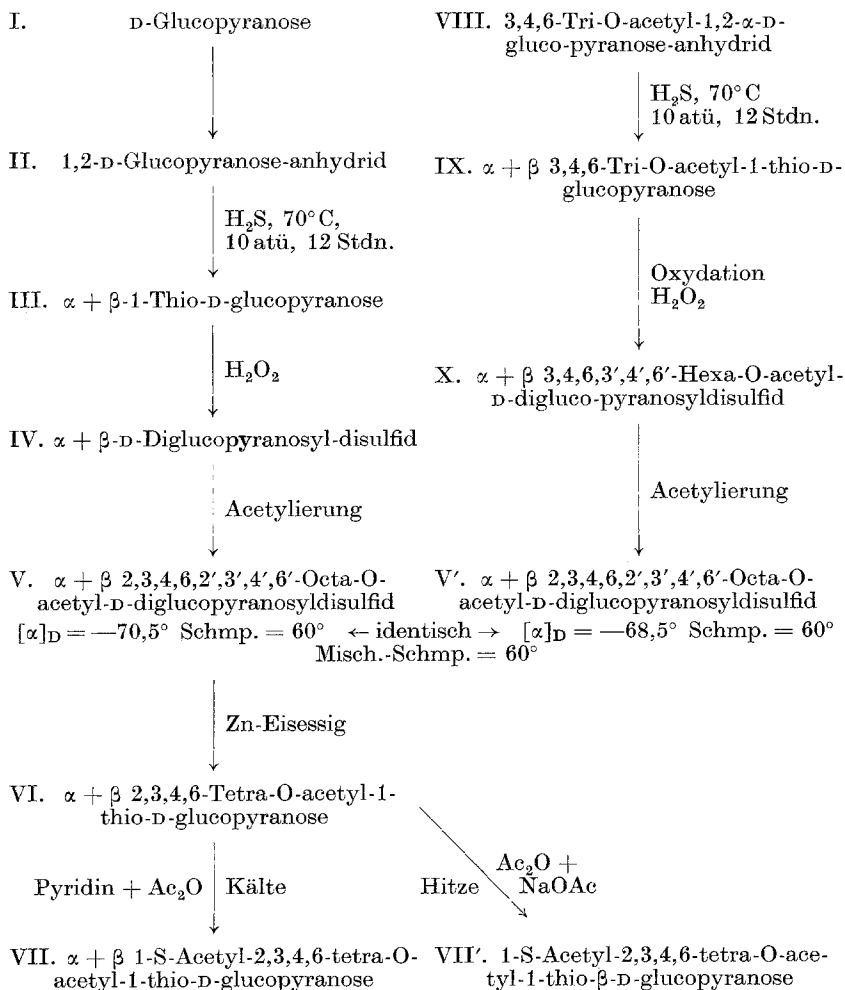 I. D-Glucopyranose
II. 1,2-D-Glucopyranose-anhydrid
H₂S, 70°C,
10 atü, 12 Stdn.
III. α + β-1-Thio-D-glucopyranose
H₂O₂
IV. α + β-D-Diglucopyranosyl-disulfid
Acetylierung
V. α + β 2,3,4,6,2′,3′,4′,6′-Octa-O-
acetyl-D-diglucopyranosyldisulfid
[α]D = —70,5° Schmp. = 60°
← identisch →
Misch.-Schmp. = 60°
Zn-Eisessig
VI. α + β 2,3,4,6-Tetra-O-acetyl-1-
thio-D-glucopyranose
Pyridin + Ac₂O
Kälte
VII. α + β 1-S-Acetyl-2,3,4,6-tetra-O-
acetyl-1-thio-D-glucopyranose
VIII. 3,4,6-Tri-O-acetyl-1,2-α-D-
gluco-pyranose-anhydrid
H₂S, 70°C
10 atü, 12 Stdn.
IX. α + β 3,4,6-Tri-O-acetyl-1-thio-D-
glucopyranose
Oxydation
H₂O₂
X. α + β 3,4,6,3′,4′,6′-Hexa-O-acetyl-
D-digluco-pyranosyldisulfid
Acetylierung
V′. α + β 2,3,4,6,2′,3′,4′,6′-Octa-O-
acetyl-D-diglucopyranosyldisulfid
[α]D = —68,5° Schmp. = 60°
Hitze
Ac₂O +
NaOAc
VII′. 1-S-Acetyl-2,3,4,6-tetra-O-ace-
tyl-1-thio-β-D-glucopyranose